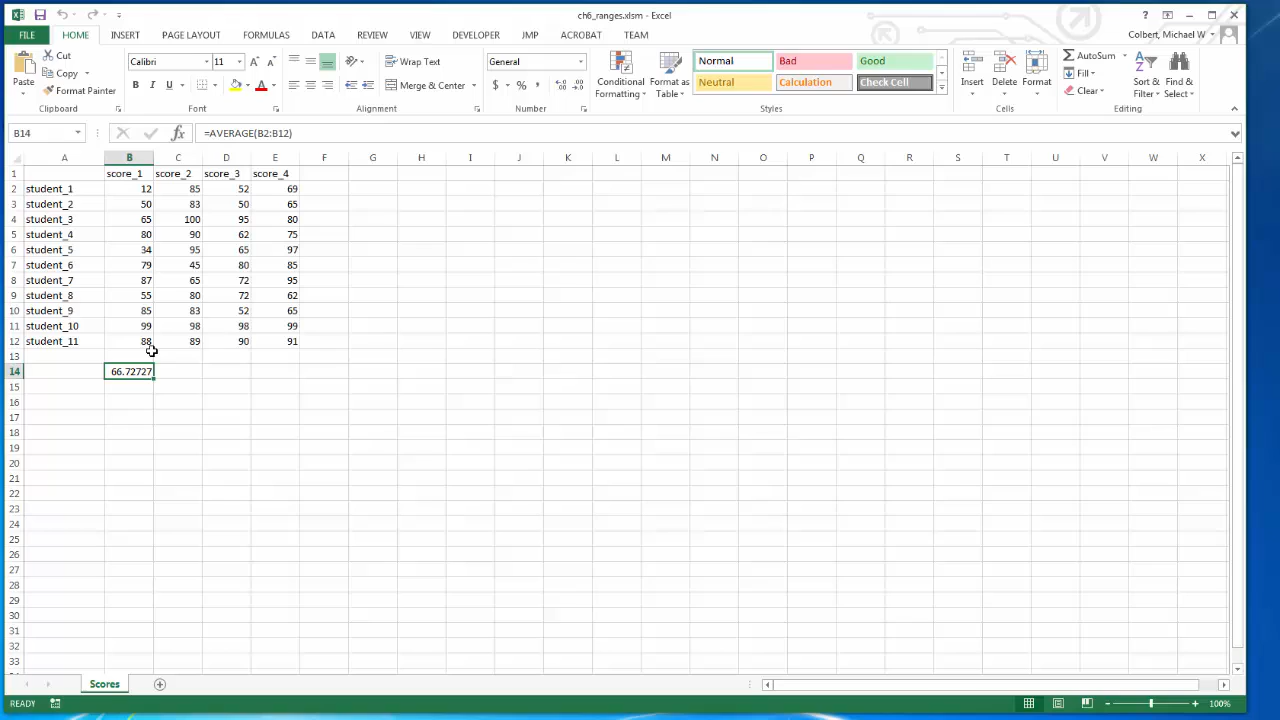 ch6_ranges.xlsm - Excel
FILE HOME INSERT PAGE LAYOUT FORMULAS DATA REVIEW VIEW DEVELOPER JMP ACROBAT TEAM Colbert, Michael W
Paste Cut Copy Format Painter Clipboard
Calibri 11 B I U A Font
Wrap Text Merge & Center Alignment
General $ % , Number
Conditional Formatting Format as Table
Normal Bad Good
Neutral Calculation Check Cell
Styles
Insert Delete Format Cells
AutoSum Fill Clear Sort & Filter Find & Select Editing
B14 fx =AVERAGE(B2:B12)
A B C D E F G H I J K L M N O P Q R S T U V W X
1 score_1 score_2 score_3 score_4
2 student_1 12 85 52 69
3 student_2 50 83 50 65
4 student_3 65 100 95 80
5 student_4 80 90 62 75
6 student_5 34 95 65 97
7 student_6 79 45 80 85
8 student_7 87 65 72 95
9 student_8 55 80 72 62
10 student_9 85 83 52 65
11 student_10 99 98 98 99
12 student_11 88 89 90 91
13
14 66.72727
15
16
17
18
19
20
21
22
23
24
25
26
27
28
29
30
31
32
33
Scores
READY 100%